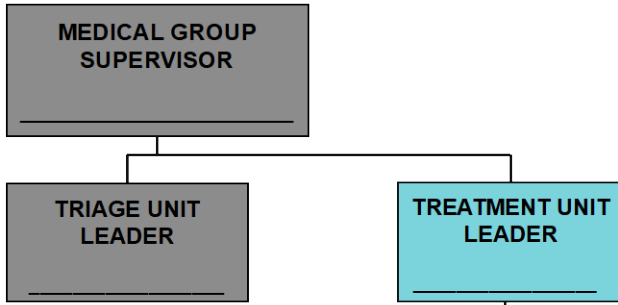 MEDICAL GROUP
SUPERVISOR
TRIAGE UNIT
LEADER
TREATMENT UNIT
LEADER